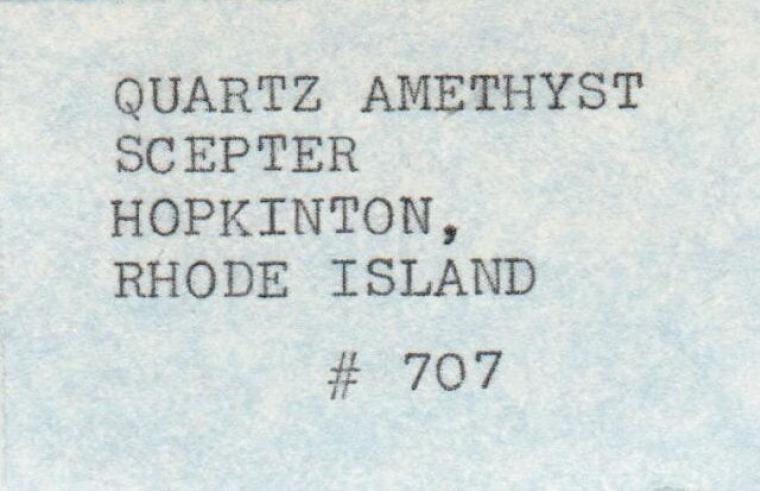 QUARTZ AMETHYST
SCEPTER
HOPKINTON,
RHODE ISLAND
# 707